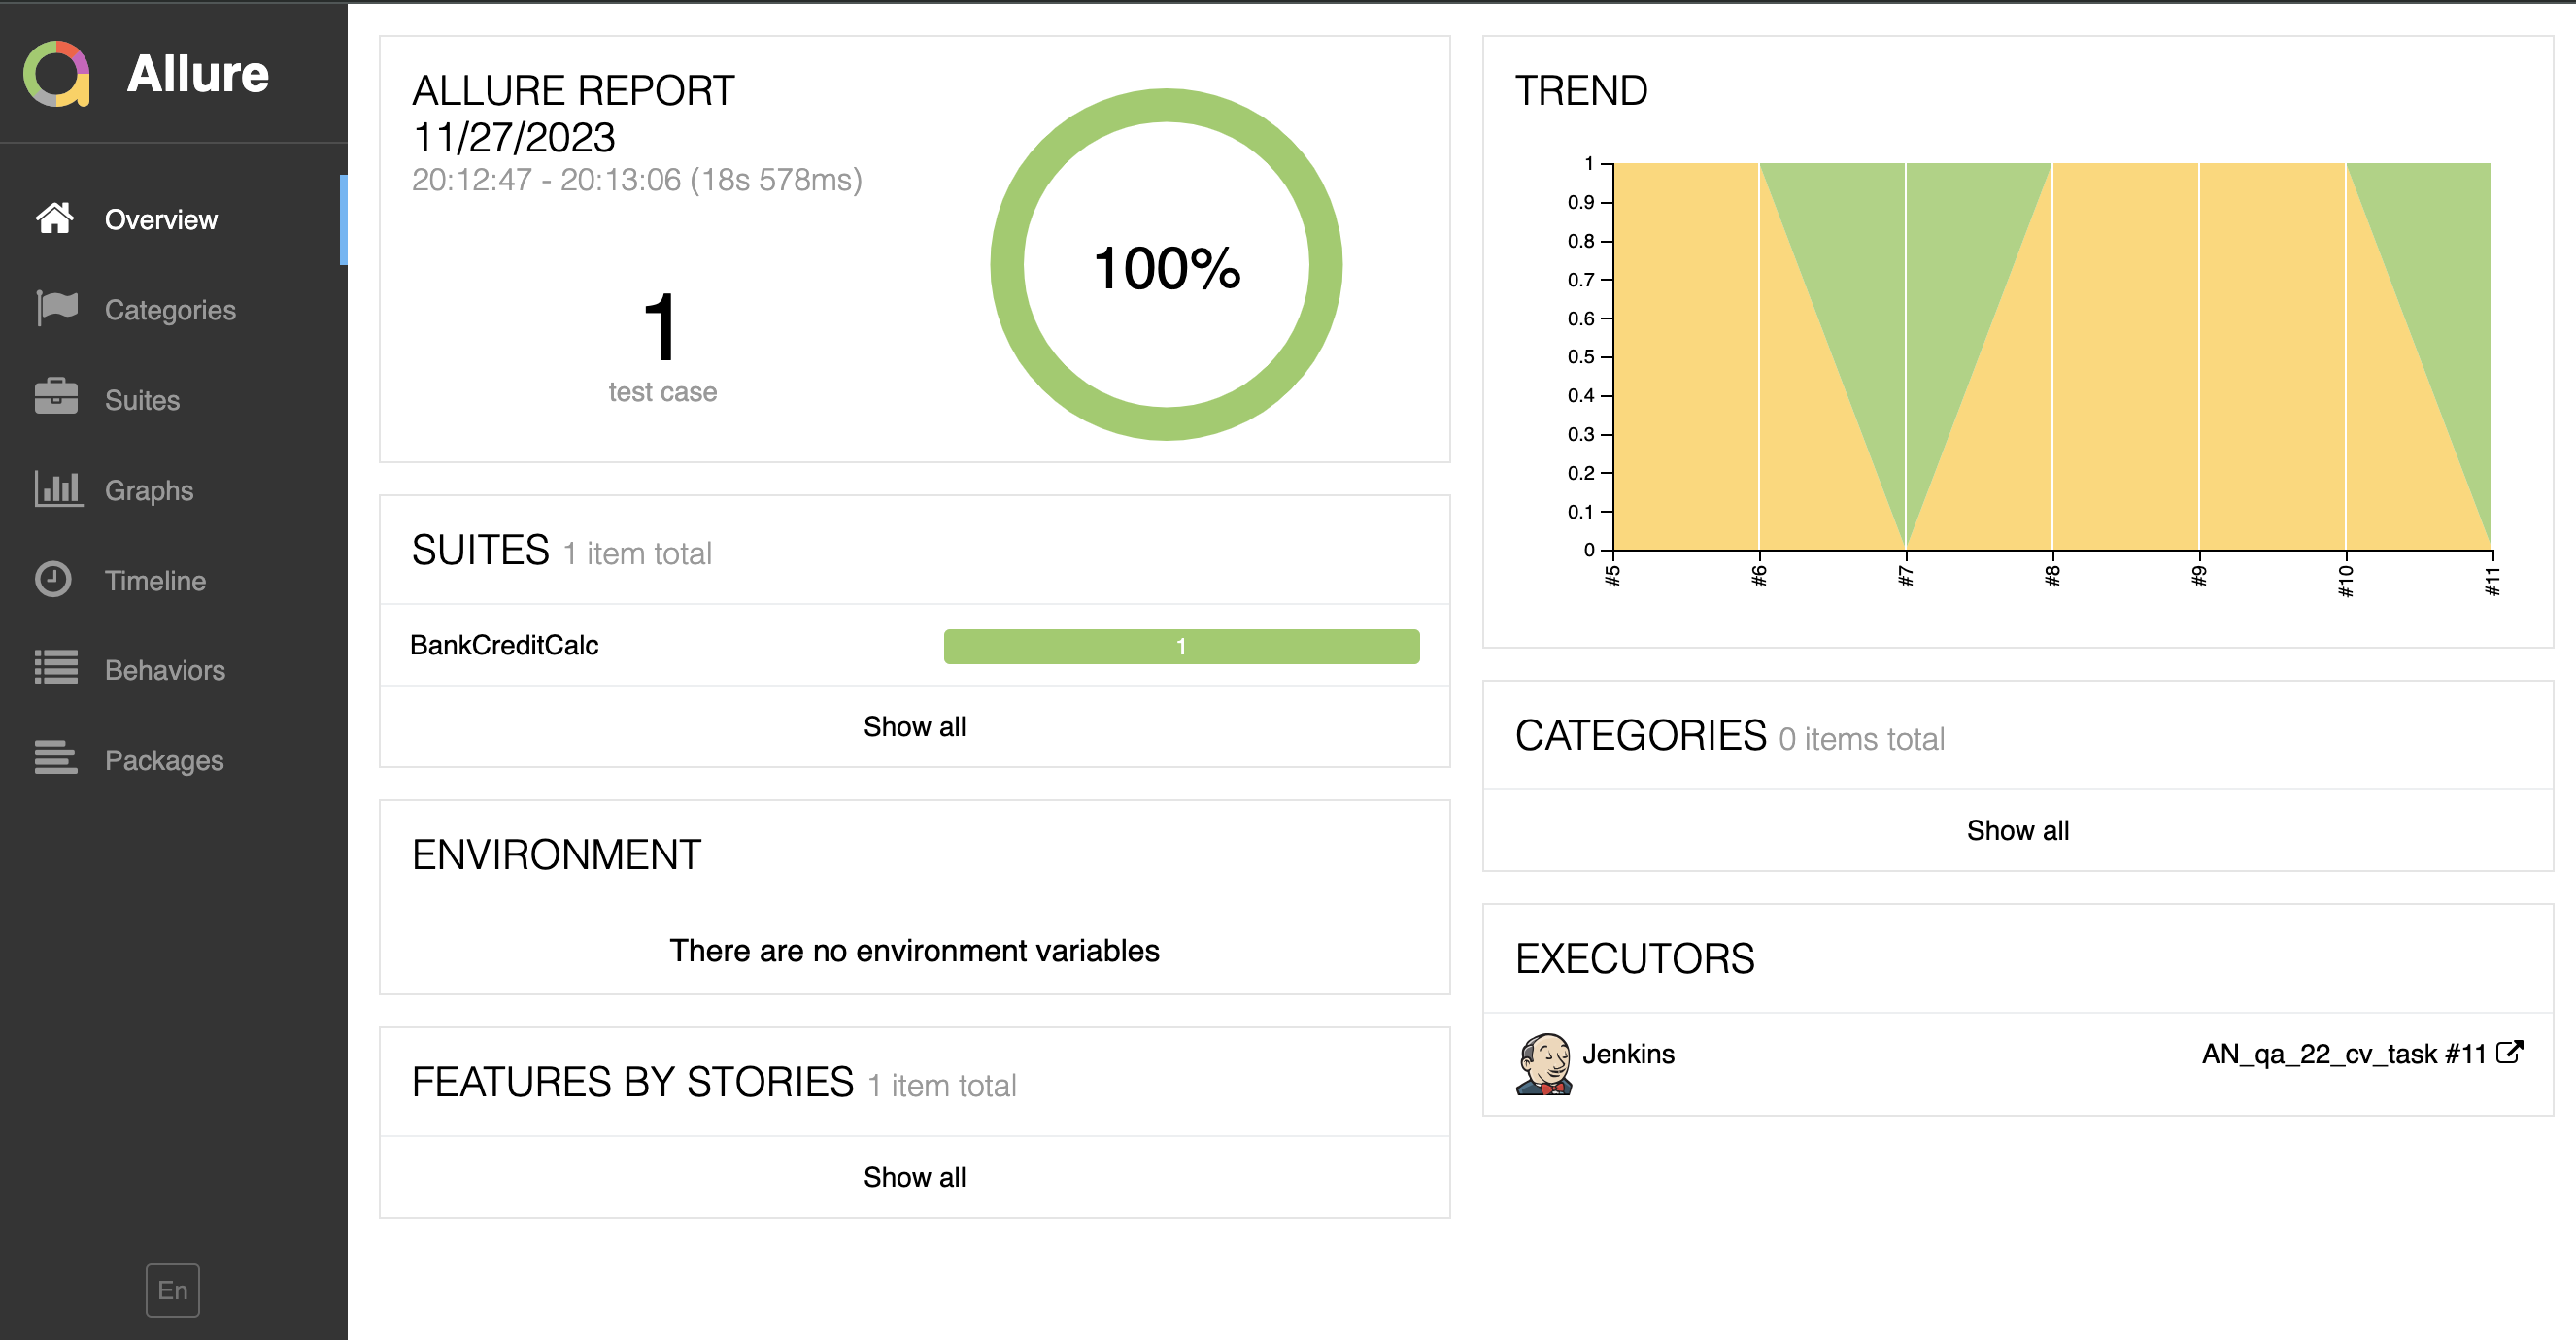 Allure
Overview
Categories
Suites
Graphs
Timeline
Behaviors
Packages
En
ALLURE REPORT
11/27/2023
20:12:47 - 20:13:06 (18s 578ms)
1
test case
100%
SUITES 1 item total
BankCreditCalc 1
Show all
ENVIRONMENT
There are no environment variables
FEATURES BY STORIES 1 item total
Show all
TREND
1
0.9
0.8
0.7
0.6
0.5
0.4
0.3
0.2
0.1
0
#5 #6 #7 #8 #9 #10 #11
CATEGORIES 0 items total
Show all
EXECUTORS
Jenkins AN_qa_22_cv_task #11